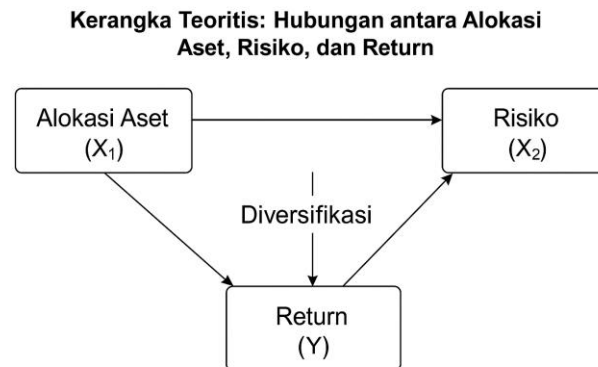 Kerangka Teoritis: Hubungan antara Alokasi
Aset, Risiko, dan Return
Alokasi Aset
(X₁)
Risiko
(X₂)
Diversifikasi
Return
(Y)